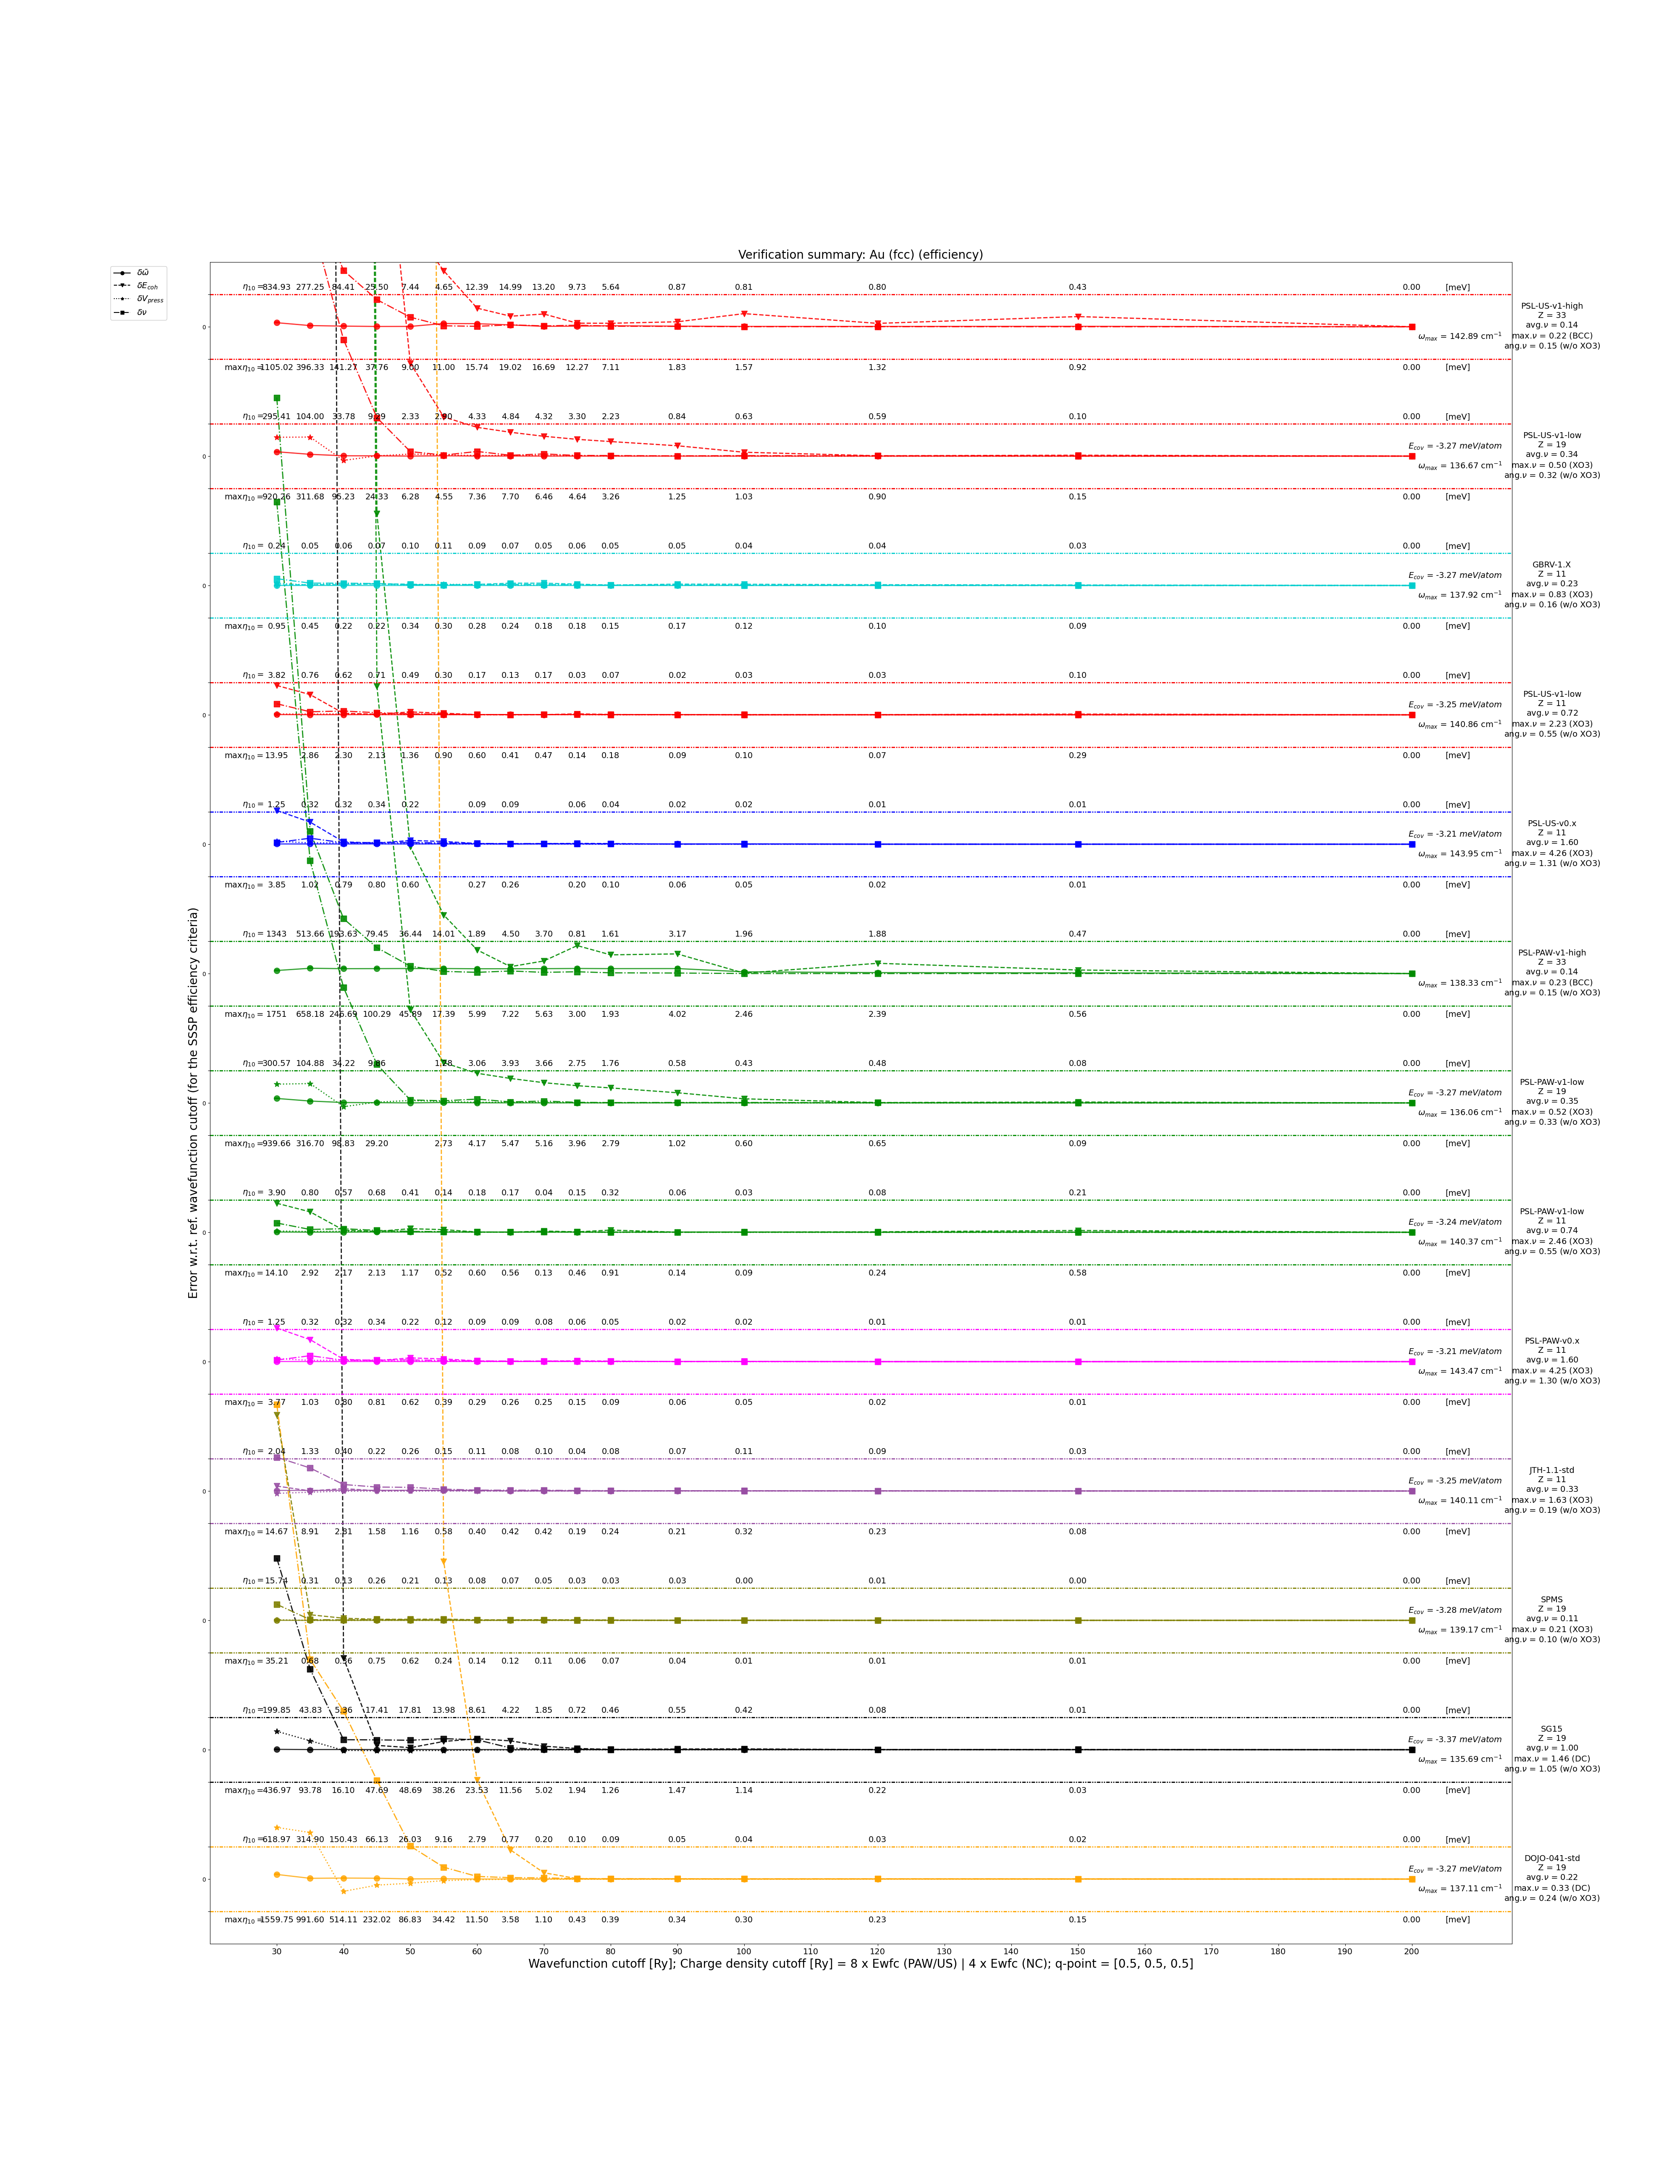 Verification summary: Au (fcc) (efficiency)
δω̄
δE_coh
δV_press
δν
η₁₀ = 834.93 277.25 84.41 25.50 7.44 4.65 12.39 14.99 13.20 9.73 5.64 0.87 0.81 0.80 0.43 0.00 [meV]
PSL-US-v1-high
Z = 33
avg.ν = 0.14
max.ν = 0.22 (BCC)
ang.ν = 0.15 (w/o XO3)
0
ω_max = 142.89 cm⁻¹
maxη₁₀ = 1105.02 396.33 141.27 37.76 9.00 11.00 15.74 19.02 16.69 12.27 7.11 1.83 1.57 1.32 0.92 0.00 [meV]
η₁₀ = 295.41 104.00 33.78 9.89 2.33 2.90 4.33 4.84 4.32 3.30 2.23 0.84 0.63 0.59 0.10 0.00 [meV]
PSL-US-v1-low
Z = 19
avg.ν = 0.34
max.ν = 0.50 (XO3)
ang.ν = 0.32 (w/o XO3)
E_cov = -3.27 meV/atom
0
ω_max = 136.67 cm⁻¹
maxη₁₀ = 920.26 311.68 95.23 24.33 6.28 4.55 7.36 7.70 6.46 4.64 3.26 1.25 1.03 0.90 0.15 0.00 [meV]
η₁₀ = 0.24 0.05 0.06 0.07 0.10 0.11 0.09 0.07 0.05 0.06 0.05 0.05 0.04 0.04 0.03 0.00 [meV]
GBRV-1.X
Z = 11
avg.ν = 0.23
max.ν = 0.83 (XO3)
ang.ν = 0.16 (w/o XO3)
E_cov = -3.27 meV/atom
0
ω_max = 137.92 cm⁻¹
maxη₁₀ = 0.95 0.45 0.22 0.22 0.34 0.30 0.28 0.24 0.18 0.18 0.15 0.17 0.12 0.10 0.09 0.00 [meV]
η₁₀ = 3.82 0.76 0.62 0.71 0.49 0.30 0.17 0.13 0.17 0.03 0.07 0.02 0.03 0.03 0.10 0.00 [meV]
PSL-US-v1-low
Z = 11
avg.ν = 0.72
max.ν = 2.23 (XO3)
ang.ν = 0.55 (w/o XO3)
E_cov = -3.25 meV/atom
0
ω_max = 140.86 cm⁻¹
maxη₁₀ = 13.95 2.86 2.30 2.13 1.36 0.90 0.60 0.41 0.47 0.14 0.18 0.09 0.10 0.07 0.29 0.00 [meV]
η₁₀ = 1.25 0.32 0.32 0.34 0.22 0.09 0.09 0.06 0.04 0.02 0.02 0.01 0.01 0.00 [meV]
PSL-US-v0.x
Z = 11
avg.ν = 1.60
max.ν = 4.26 (XO3)
ang.ν = 1.31 (w/o XO3)
E_cov = -3.21 meV/atom
0
ω_max = 143.95 cm⁻¹
maxη₁₀ = 3.85 1.02 0.79 0.80 0.60 0.27 0.26 0.20 0.10 0.06 0.05 0.02 0.01 0.00 [meV]
η₁₀ = 1343 513.66 193.63 79.45 36.44 14.01 1.89 4.50 3.70 0.81 1.61 3.17 1.96 1.88 0.47 0.00 [meV]
PSL-PAW-v1-high
Z = 33
avg.ν = 0.14
max.ν = 0.23 (BCC)
ang.ν = 0.15 (w/o XO3)
0
ω_max = 138.33 cm⁻¹
maxη₁₀ = 1751 658.18 246.69 100.29 45.89 17.39 5.99 7.22 5.63 3.00 1.93 4.02 2.46 2.39 0.56 0.00 [meV]
η₁₀ = 300.57 104.88 34.22 9.86 1.78 3.06 3.93 3.66 2.75 1.76 0.58 0.43 0.48 0.08 0.00 [meV]
PSL-PAW-v1-low
Z = 19
avg.ν = 0.35
max.ν = 0.52 (XO3)
ang.ν = 0.33 (w/o XO3)
E_cov = -3.27 meV/atom
0
ω_max = 136.06 cm⁻¹
maxη₁₀ = 939.66 316.70 98.83 29.20 2.73 4.17 5.47 5.16 3.96 2.79 1.02 0.60 0.65 0.09 0.00 [meV]
η₁₀ = 3.90 0.80 0.57 0.68 0.41 0.14 0.18 0.17 0.04 0.15 0.32 0.06 0.03 0.08 0.21 0.00 [meV]
PSL-PAW-v1-low
Z = 11
avg.ν = 0.74
max.ν = 2.46 (XO3)
ang.ν = 0.55 (w/o XO3)
E_cov = -3.24 meV/atom
0
ω_max = 140.37 cm⁻¹
maxη₁₀ = 14.10 2.92 2.17 2.13 1.17 0.52 0.60 0.56 0.13 0.46 0.91 0.14 0.09 0.24 0.58 0.00 [meV]
η₁₀ = 1.25 0.32 0.32 0.34 0.22 0.12 0.09 0.09 0.08 0.06 0.05 0.02 0.02 0.01 0.01 0.00 [meV]
PSL-PAW-v0.x
Z = 11
avg.ν = 1.60
max.ν = 4.25 (XO3)
ang.ν = 1.30 (w/o XO3)
E_cov = -3.21 meV/atom
0
ω_max = 143.47 cm⁻¹
maxη₁₀ = 3.77 1.03 0.80 0.81 0.62 0.39 0.29 0.26 0.25 0.15 0.09 0.06 0.05 0.02 0.01 0.00 [meV]
η₁₀ = 2.04 1.33 0.40 0.22 0.26 0.15 0.11 0.08 0.10 0.04 0.08 0.07 0.11 0.09 0.03 0.00 [meV]
JTH-1.1-std
Z = 11
avg.ν = 0.33
max.ν = 1.63 (XO3)
ang.ν = 0.19 (w/o XO3)
E_cov = -3.25 meV/atom
0
ω_max = 140.11 cm⁻¹
maxη₁₀ = 14.67 8.91 2.81 1.58 1.16 0.58 0.40 0.42 0.42 0.19 0.24 0.21 0.32 0.23 0.08 0.00 [meV]
η₁₀ = 15.74 0.31 0.13 0.26 0.21 0.13 0.08 0.07 0.05 0.03 0.03 0.03 0.00 0.01 0.00 0.00 [meV]
SPMS
Z = 19
avg.ν = 0.11
max.ν = 0.21 (XO3)
ang.ν = 0.10 (w/o XO3)
E_cov = -3.28 meV/atom
0
ω_max = 139.17 cm⁻¹
maxη₁₀ = 35.21 0.68 0.56 0.75 0.62 0.24 0.14 0.12 0.11 0.06 0.07 0.04 0.01 0.01 0.01 0.00 [meV]
η₁₀ = 199.85 43.83 5.36 17.41 17.81 13.98 8.61 4.22 1.85 0.72 0.46 0.55 0.42 0.08 0.01 0.00 [meV]
SG15
Z = 19
avg.ν = 1.00
max.ν = 1.46 (DC)
ang.ν = 1.05 (w/o XO3)
E_cov = -3.37 meV/atom
0
ω_max = 135.69 cm⁻¹
maxη₁₀ = 436.97 93.78 16.10 47.69 48.69 38.26 23.53 11.56 5.02 1.94 1.26 1.47 1.14 0.22 0.03 0.00 [meV]
η₁₀ = 618.97 314.90 150.43 66.13 26.03 9.16 2.79 0.77 0.20 0.10 0.09 0.05 0.04 0.03 0.02 0.00 [meV]
DOJO-041-std
Z = 19
avg.ν = 0.22
max.ν = 0.33 (DC)
ang.ν = 0.24 (w/o XO3)
E_cov = -3.27 meV/atom
0
ω_max = 137.11 cm⁻¹
maxη₁₀ = 1559.75 991.60 514.11 232.02 86.83 34.42 11.50 3.58 1.10 0.43 0.39 0.34 0.30 0.23 0.15 0.00 [meV]
30 40 50 60 70 80 90 100 110 120 130 140 150 160 170 180 190 200
Wavefunction cutoff [Ry]; Charge density cutoff [Ry] = 8 x Ewfc (PAW/US) | 4 x Ewfc (NC); q-point = [0.5, 0.5, 0.5]
Error w.r.t. ref. wavefunction cutoff (for the SSSP efficiency criteria)